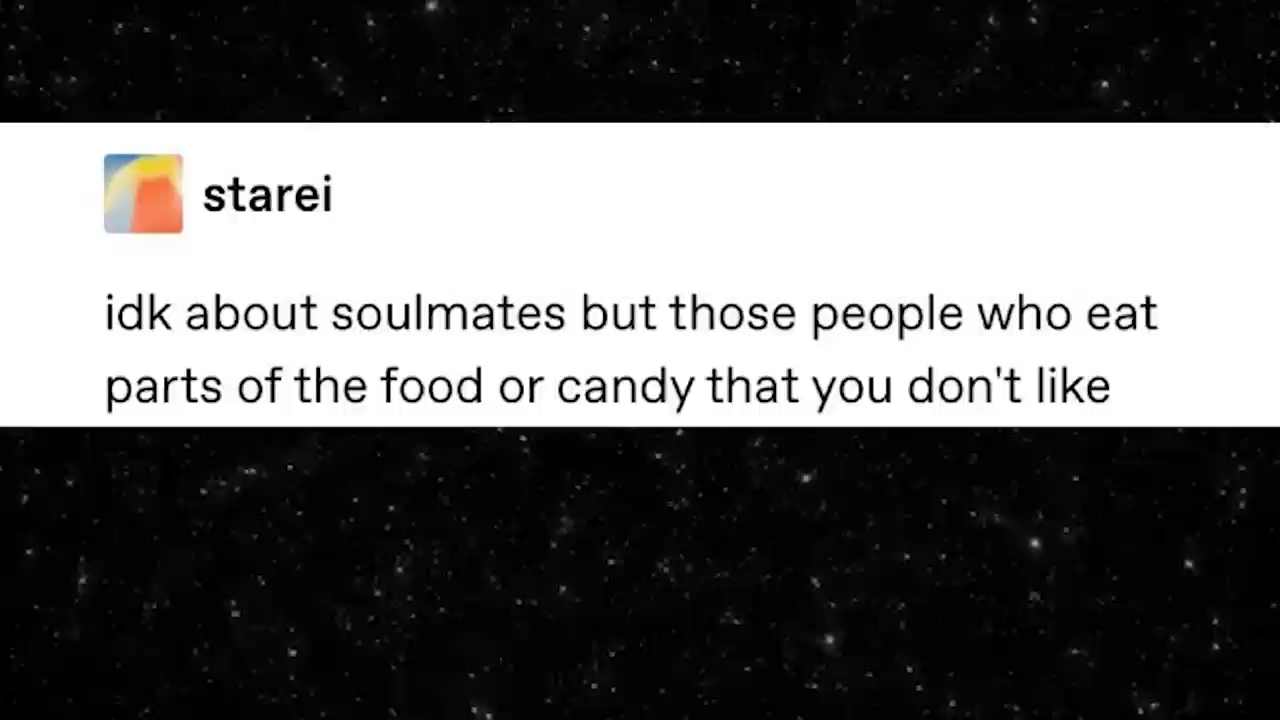 starei
idk about soulmates but those people who eat
parts of the food or candy that you don't like